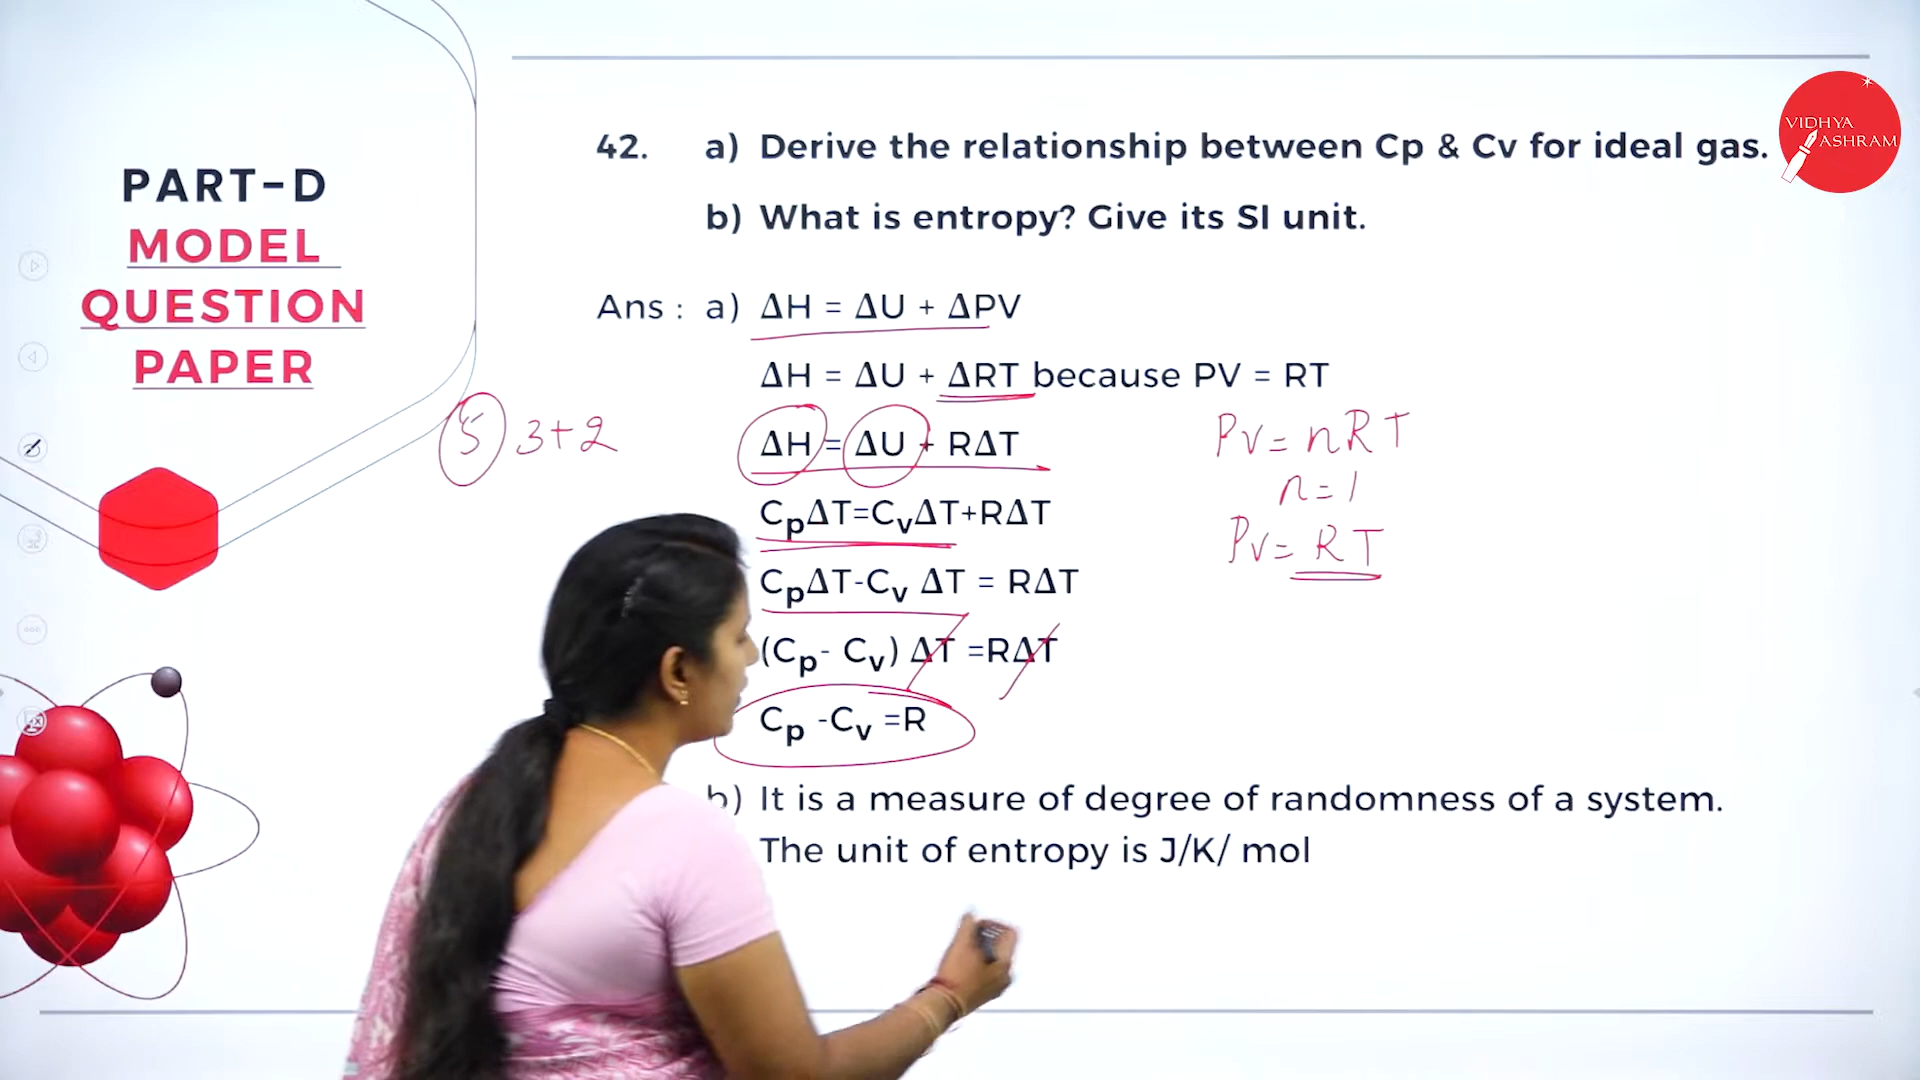 PART-D
MODEL
QUESTION
PAPER
VIDHYA
ASHRAM
42. a) Derive the relationship between Cp & Cv for ideal gas.
b) What is entropy? Give its SI unit.
Ans : a) ΔH = ΔU + ΔPV
ΔH = ΔU + ΔRT because PV = RT
5 3+2
ΔH = ΔU + RΔT
PV = nRT
n = 1
PV = RT
CpΔT=CvΔT+RΔT
CpΔT-Cv ΔT = RΔT
(Cp- Cv) ΔT =RΔT
Cp -Cv =R
b) It is a measure of degree of randomness of a system.
The unit of entropy is J/K/ mol